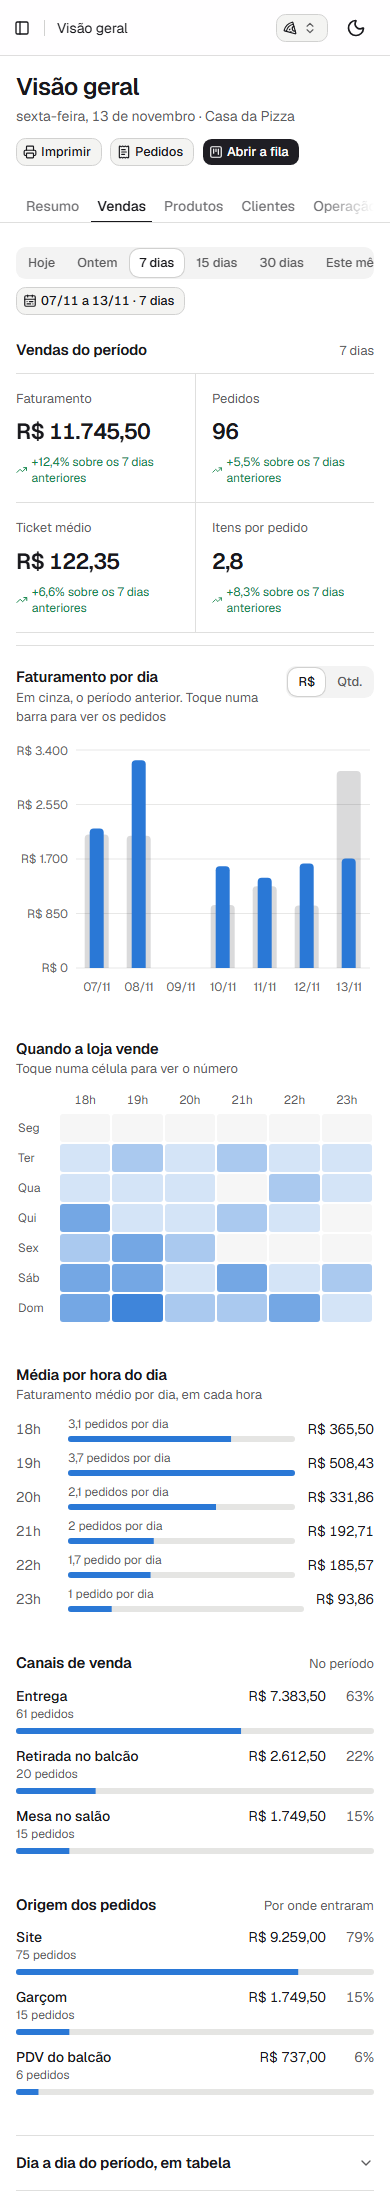 Visão geral
Visão geral
sexta-feira, 13 de novembro · Casa da Pizza
Imprimir Pedidos Abrir a fila
Resumo Vendas Produtos Clientes Operaçã
Hoje Ontem 7 dias 15 dias 30 dias Este mê
07/11 a 13/11 · 7 dias
Vendas do período 7 dias
Faturamento Pedidos
R$ 11.745,50 96
+12,4% sobre os 7 dias anteriores +5,5% sobre os 7 dias anteriores
Ticket médio Itens por pedido
R$ 122,35 2,8
+6,6% sobre os 7 dias anteriores +8,3% sobre os 7 dias anteriores
Faturamento por dia R$ Qtd.
Em cinza, o período anterior. Toque numa
barra para ver os pedidos
R$ 3.400
R$ 2.550
R$ 1.700
R$ 850
R$ 0
07/11 08/11 09/11 10/11 11/11 12/11 13/11
Quando a loja vende
Toque numa célula para ver o número
18h 19h 20h 21h 22h 23h
Seg
Ter
Qua
Qui
Sex
Sáb
Dom
Média por hora do dia
Faturamento médio por dia, em cada hora
18h 3,1 pedidos por dia R$ 365,50
19h 3,7 pedidos por dia R$ 508,43
20h 2,1 pedidos por dia R$ 331,86
21h 2 pedidos por dia R$ 192,71
22h 1,7 pedido por dia R$ 185,57
23h 1 pedido por dia R$ 93,86
Canais de venda No período
Entrega R$ 7.383,50 63%
61 pedidos
Retirada no balcão R$ 2.612,50 22%
20 pedidos
Mesa no salão R$ 1.749,50 15%
15 pedidos
Origem dos pedidos Por onde entraram
Site R$ 9.259,00 79%
75 pedidos
Garçom R$ 1.749,50 15%
15 pedidos
PDV do balcão R$ 737,00 6%
6 pedidos
Dia a dia do período, em tabela